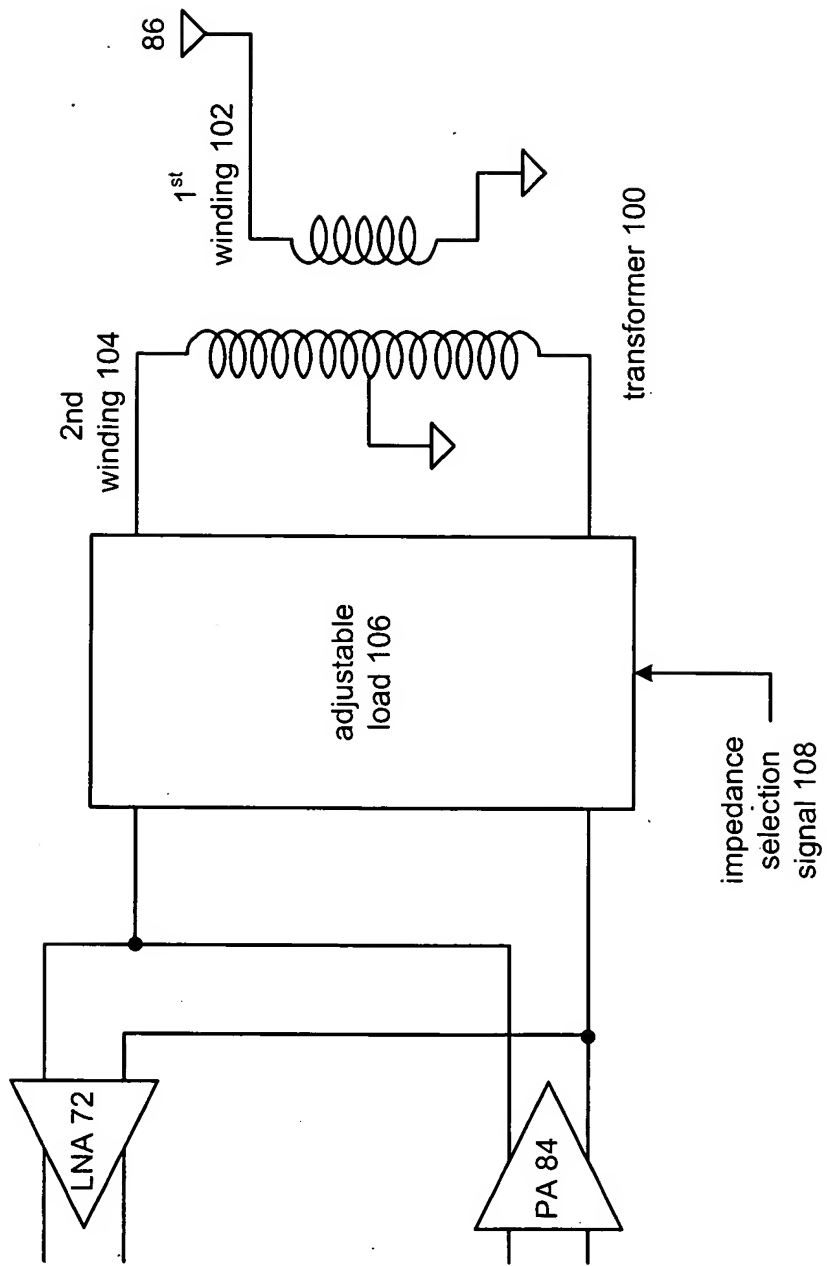 86
1st
winding 102
2nd
winding 104
transformer 100
adjustable
load 106
impedance
selection
signal 108
LNA 72
PA 84